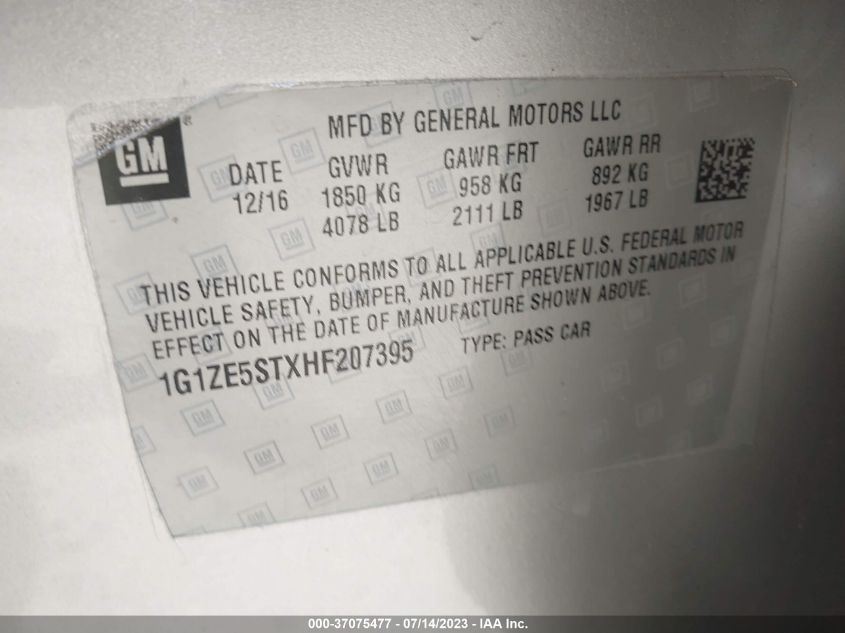 MFD BY GENERAL MOTORS LLC
GM
DATE GVWR GAWR FRT GAWR RR
12/16 1850 KG 958 KG 892 KG
4078 LB 2111 LB 1967 LB
THIS VEHICLE CONFORMS TO ALL APPLICABLE U.S. FEDERAL MOTOR
VEHICLE SAFETY, BUMPER, AND THEFT PREVENTION STANDARDS IN
EFFECT ON THE DATE OF MANUFACTURE SHOWN ABOVE.
1G1ZE5STXHF207395 TYPE: PASS CAR
000-37075477 - 07/14/2023 - IAA Inc.